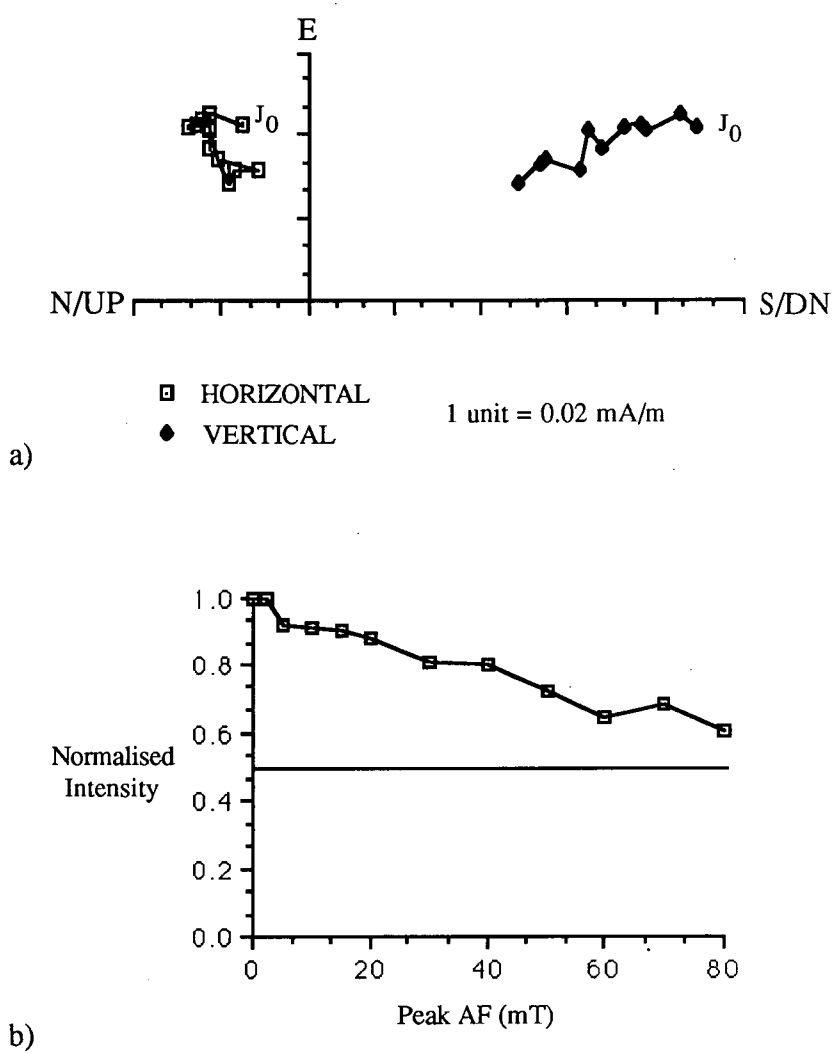 E
J0
J0
N/UP
S/DN
HORIZONTAL
1 unit = 0.02 mA/m
VERTICAL
a)
1.0
0.8
0.6
Normalised
Intensity
0.4
0.2
0.0
0 20 40 60 80
Peak AF (mT)
b)